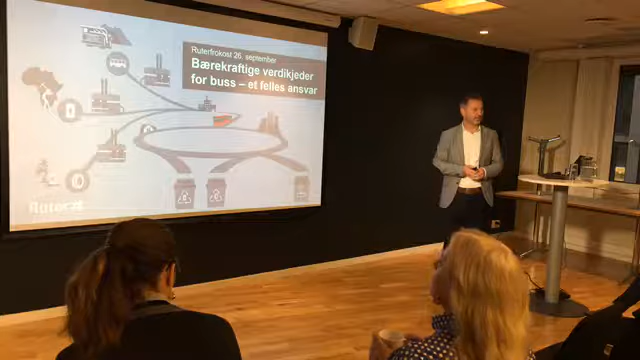 Ruterfrokost 26. september
Bærekraftige verdikjeder
for buss – et felles ansvar
Ruter